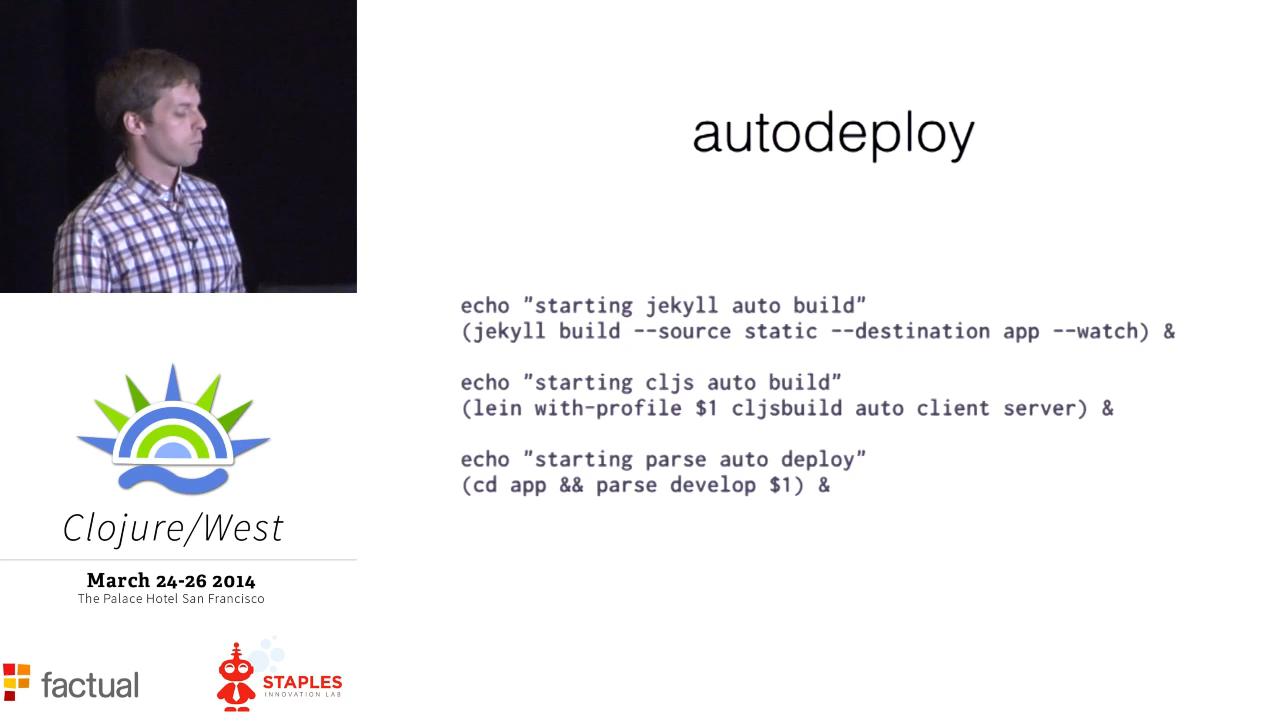 autodeploy
echo "starting jekyll auto build"
(jekyll build --source static --destination app --watch) &
echo "starting cljs auto build"
(lein with-profile $1 cljsbuild auto client server) &
echo "starting parse auto deploy"
(cd app && parse develop $1) &
Clojure/West
March 24-26 2014
The Palace Hotel San Francisco
factual
STAPLES
INNOVATION LAB